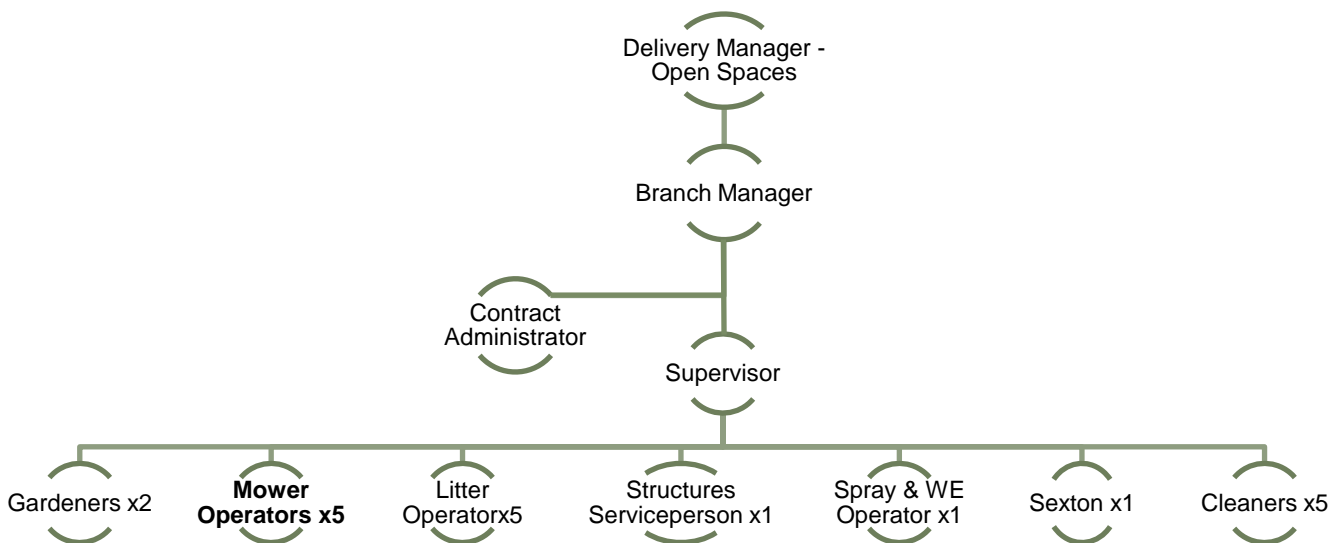 Delivery Manager -
Open Spaces
Branch Manager
Contract
Administrator
Supervisor
Gardeners x2
Mower
Operators x5
Litter
Operatorx5
Structures
Serviceperson x1
Spray & WE
Operator x1
Sexton x1
Cleaners x5